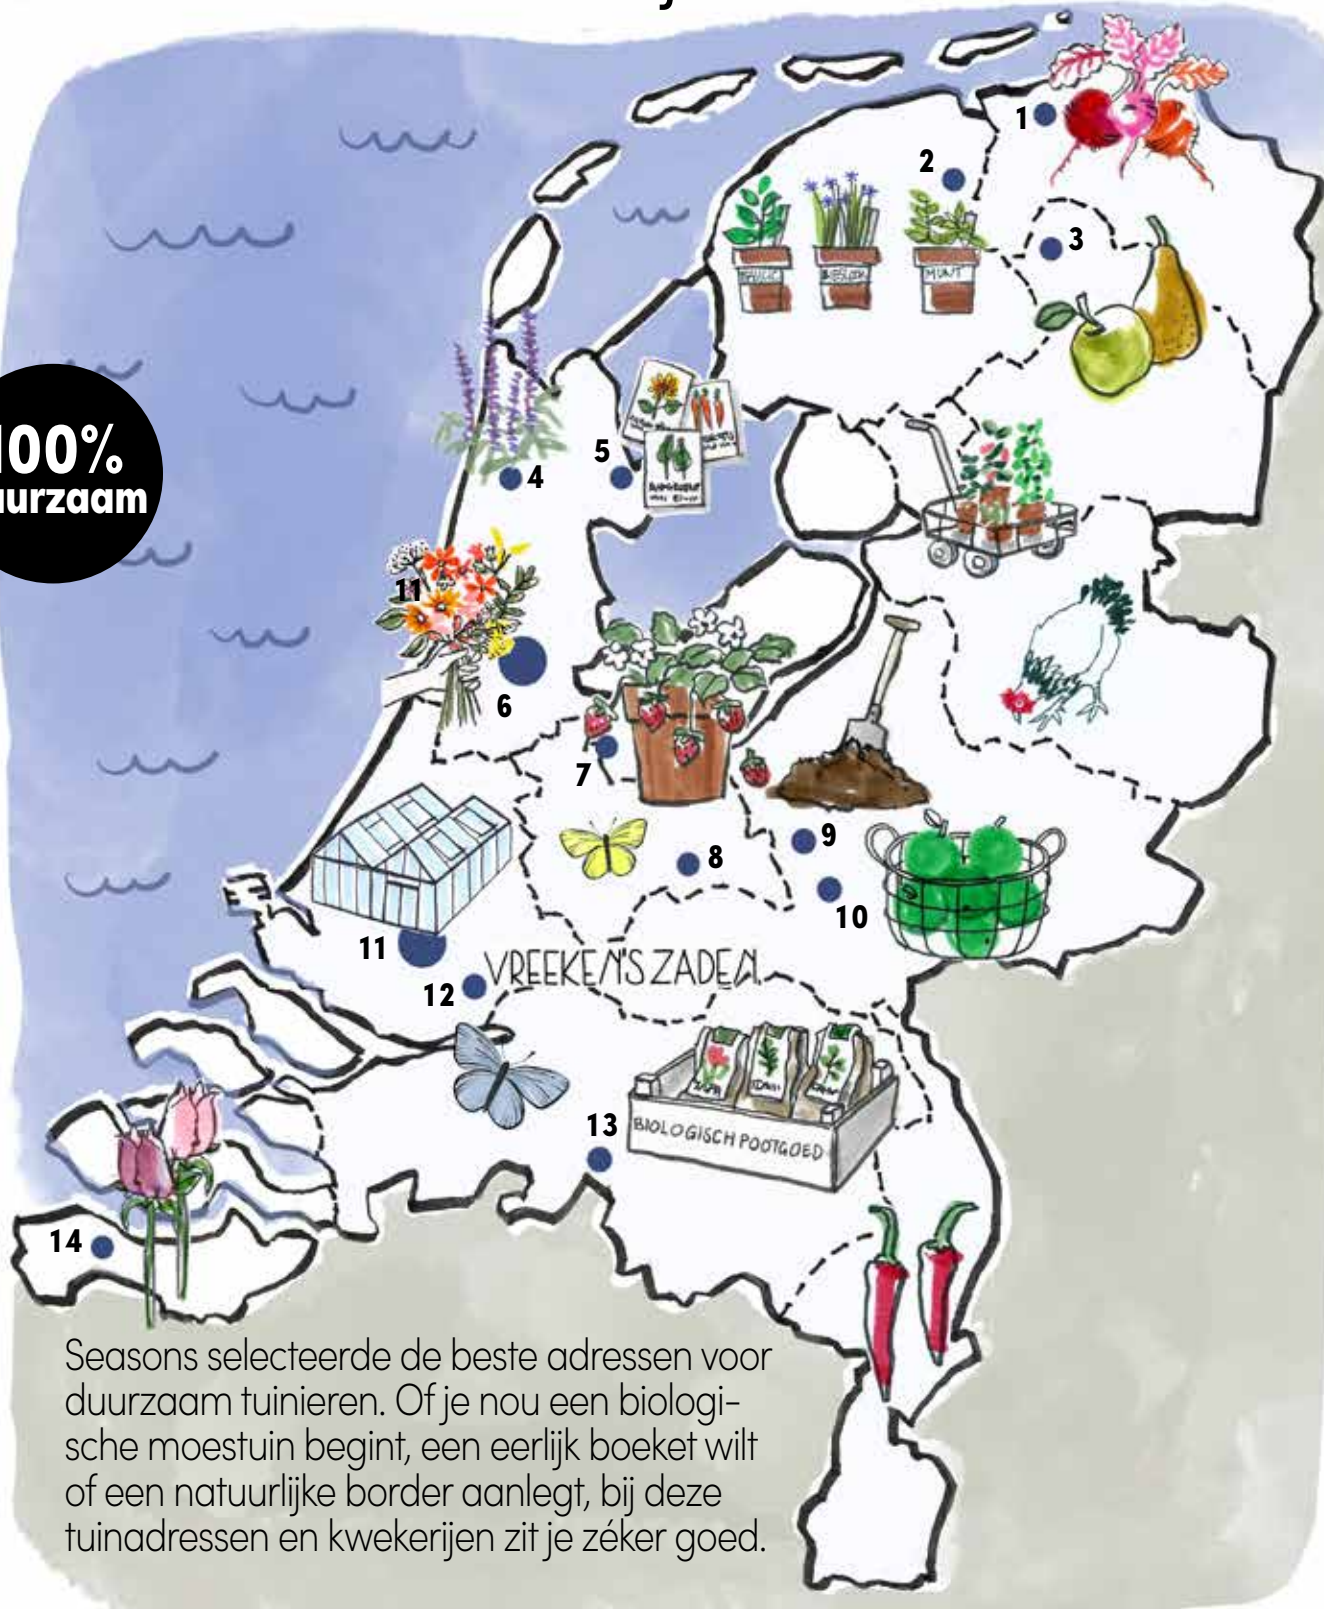 1
2
3
MUNT
100%
4
5
11
6
7
8
9
10
11
VREEKEN'S ZADEN
12
13
BIOLOGISCH POOTGOED
14
Seasons selecteerde de beste adressen voor
duurzaam tuinieren. Of je nou een biologi-
sche moestuin begint, een eerlijk boeket wilt
of een natuurlijke border aanlegt, bij deze
tuinadressen en kwekerijen zit je zéker goed.